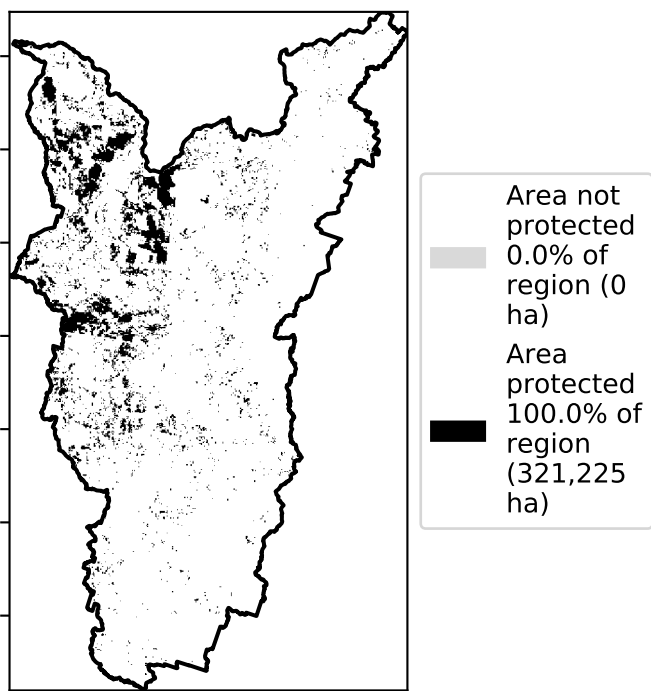 Area not
protected
0.0% of
region (0
ha)
Area
protected
100.0% of
region
(321,225
ha)